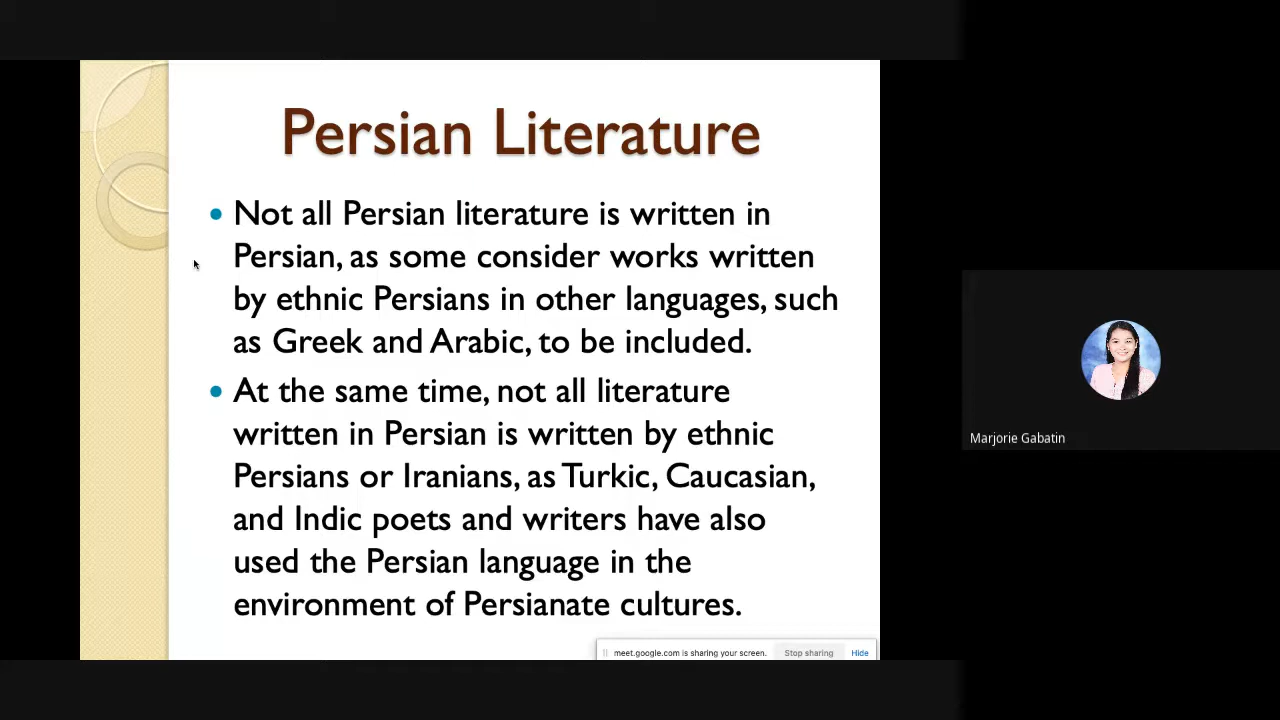 Persian Literature
Not all Persian literature is written in
Persian, as some consider works written
by ethnic Persians in other languages, such
as Greek and Arabic, to be included.
At the same time, not all literature
written in Persian is written by ethnic
Persians or Iranians, as Turkic, Caucasian,
and Indic poets and writers have also
used the Persian language in the
environment of Persianate cultures.
meet.google.com is sharing your screen. Stop sharing Hide
Marjorie Gabatin